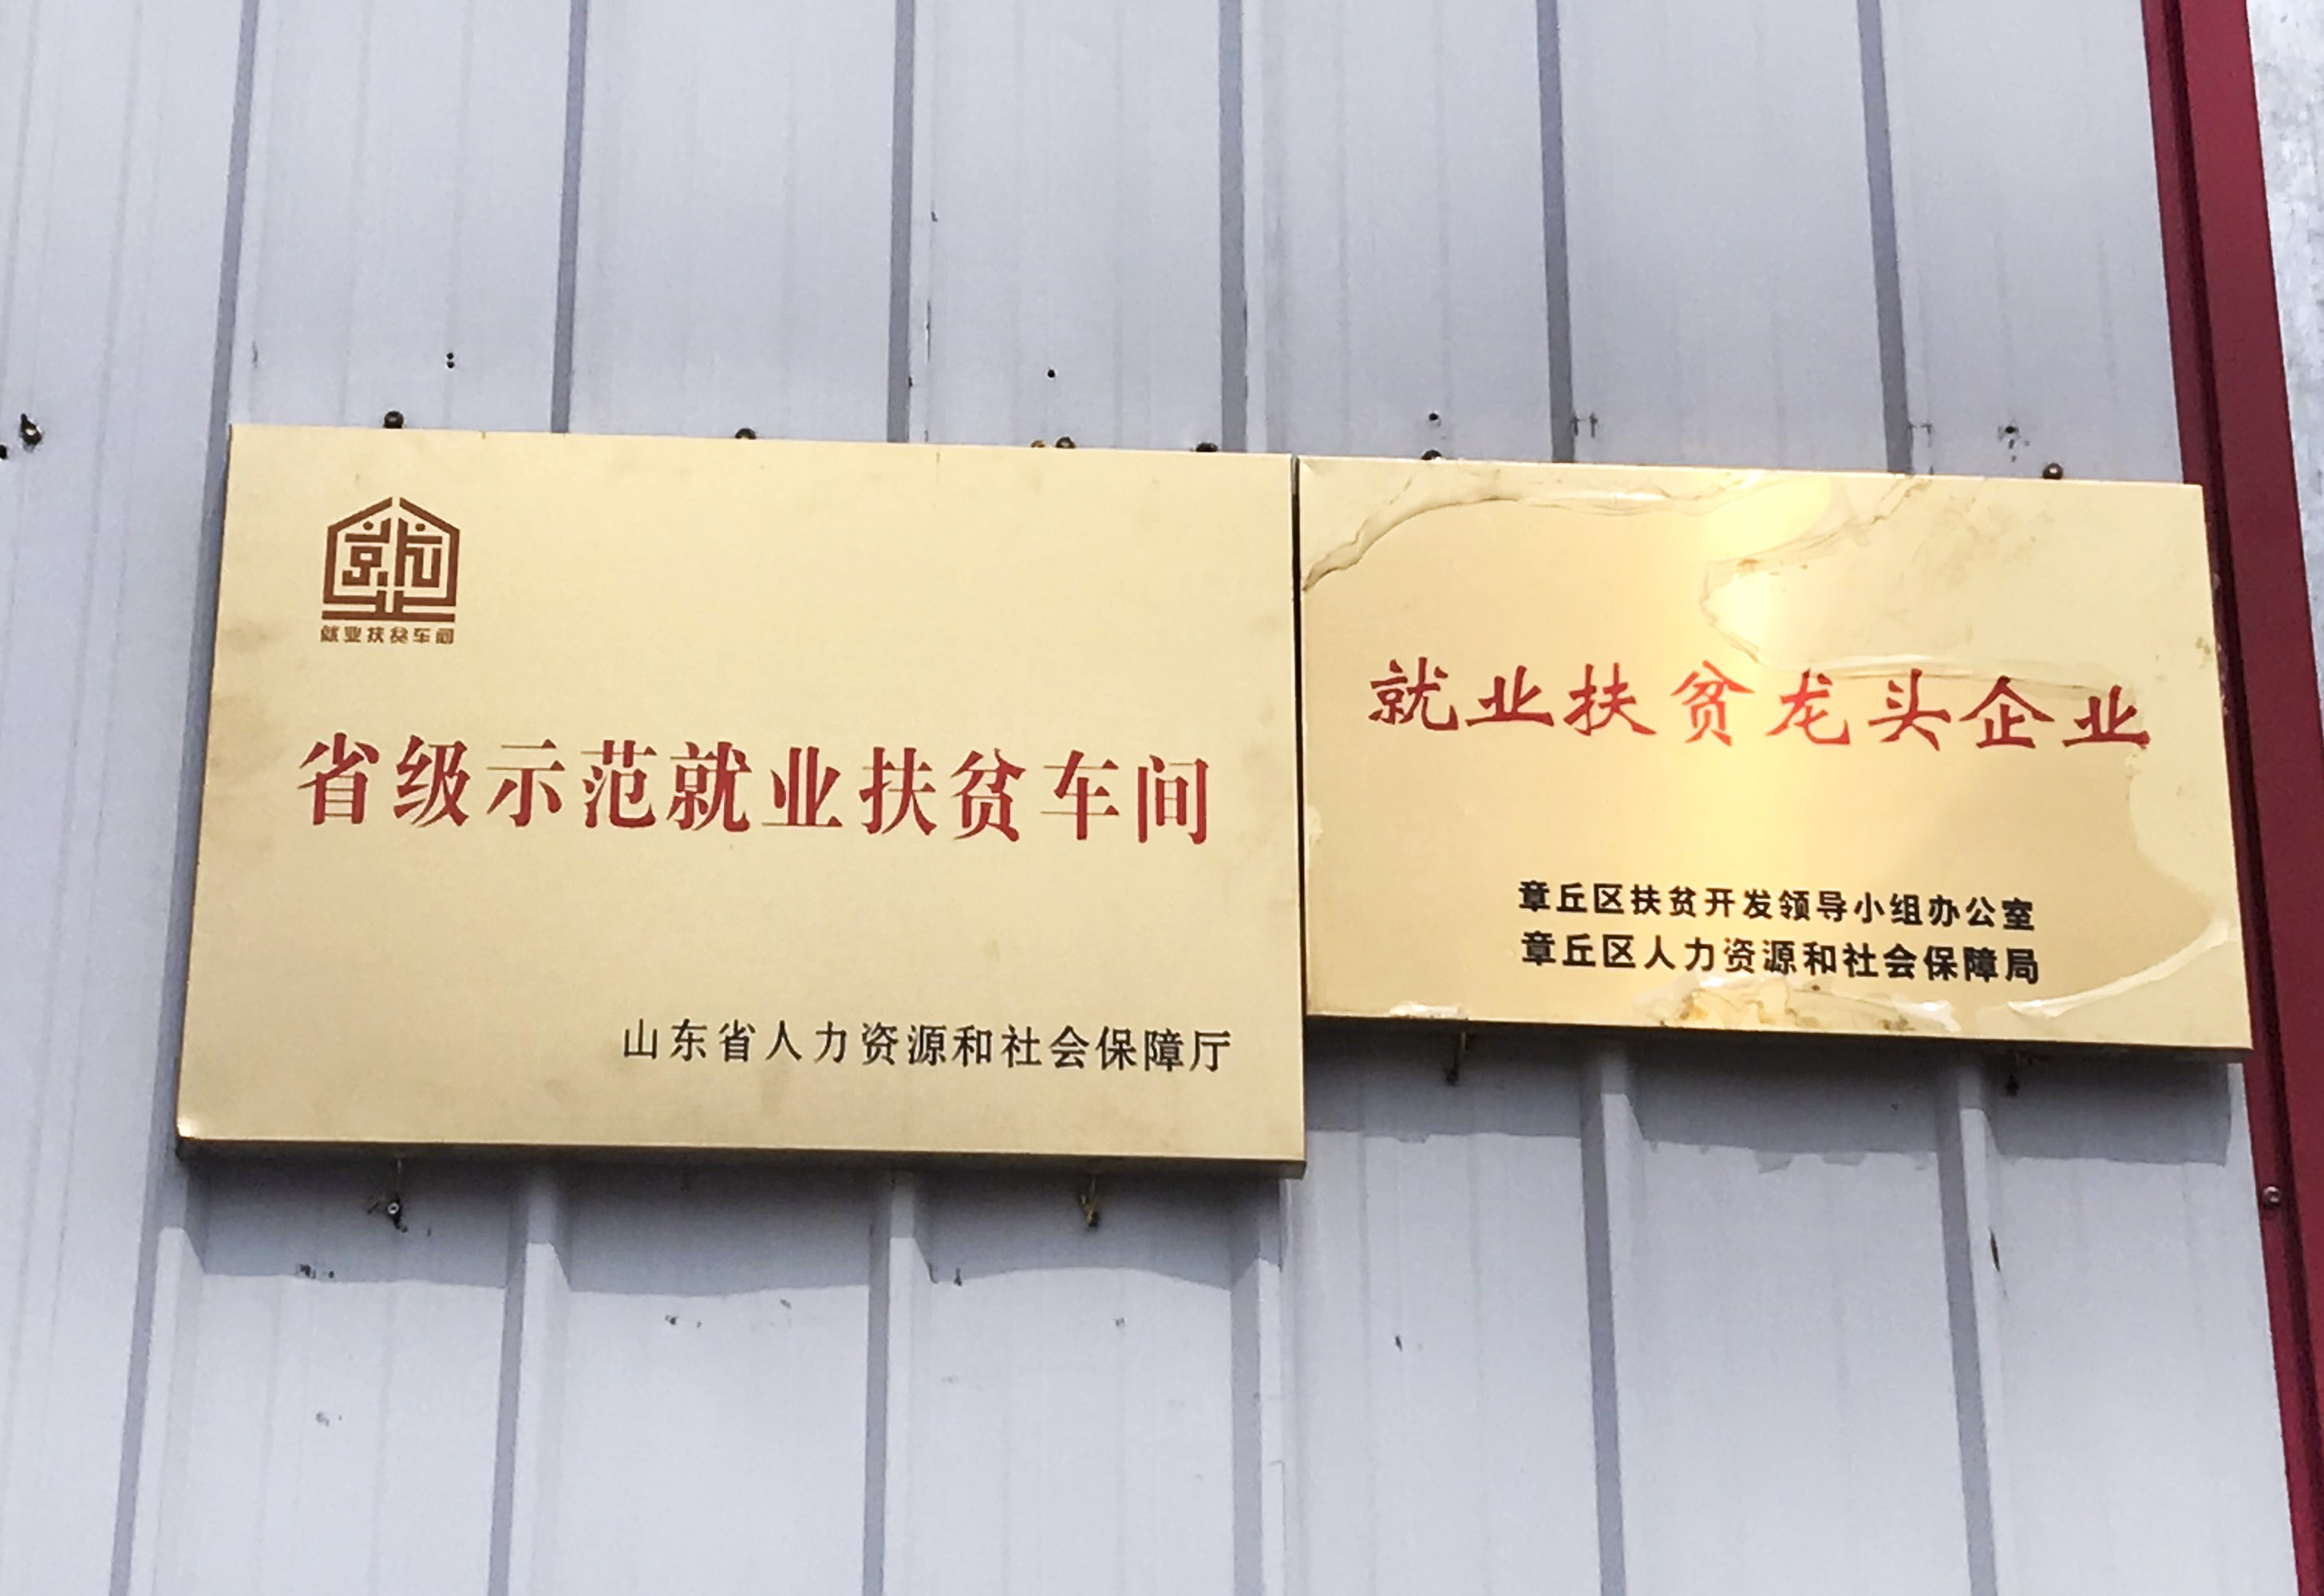 就业扶贫车间
省级示范就业扶贫车间
山东省人力资源和社会保障厅
就业扶贫龙头企业
章丘区扶贫开发领导小组办公室
章丘区人力资源和社会保障局